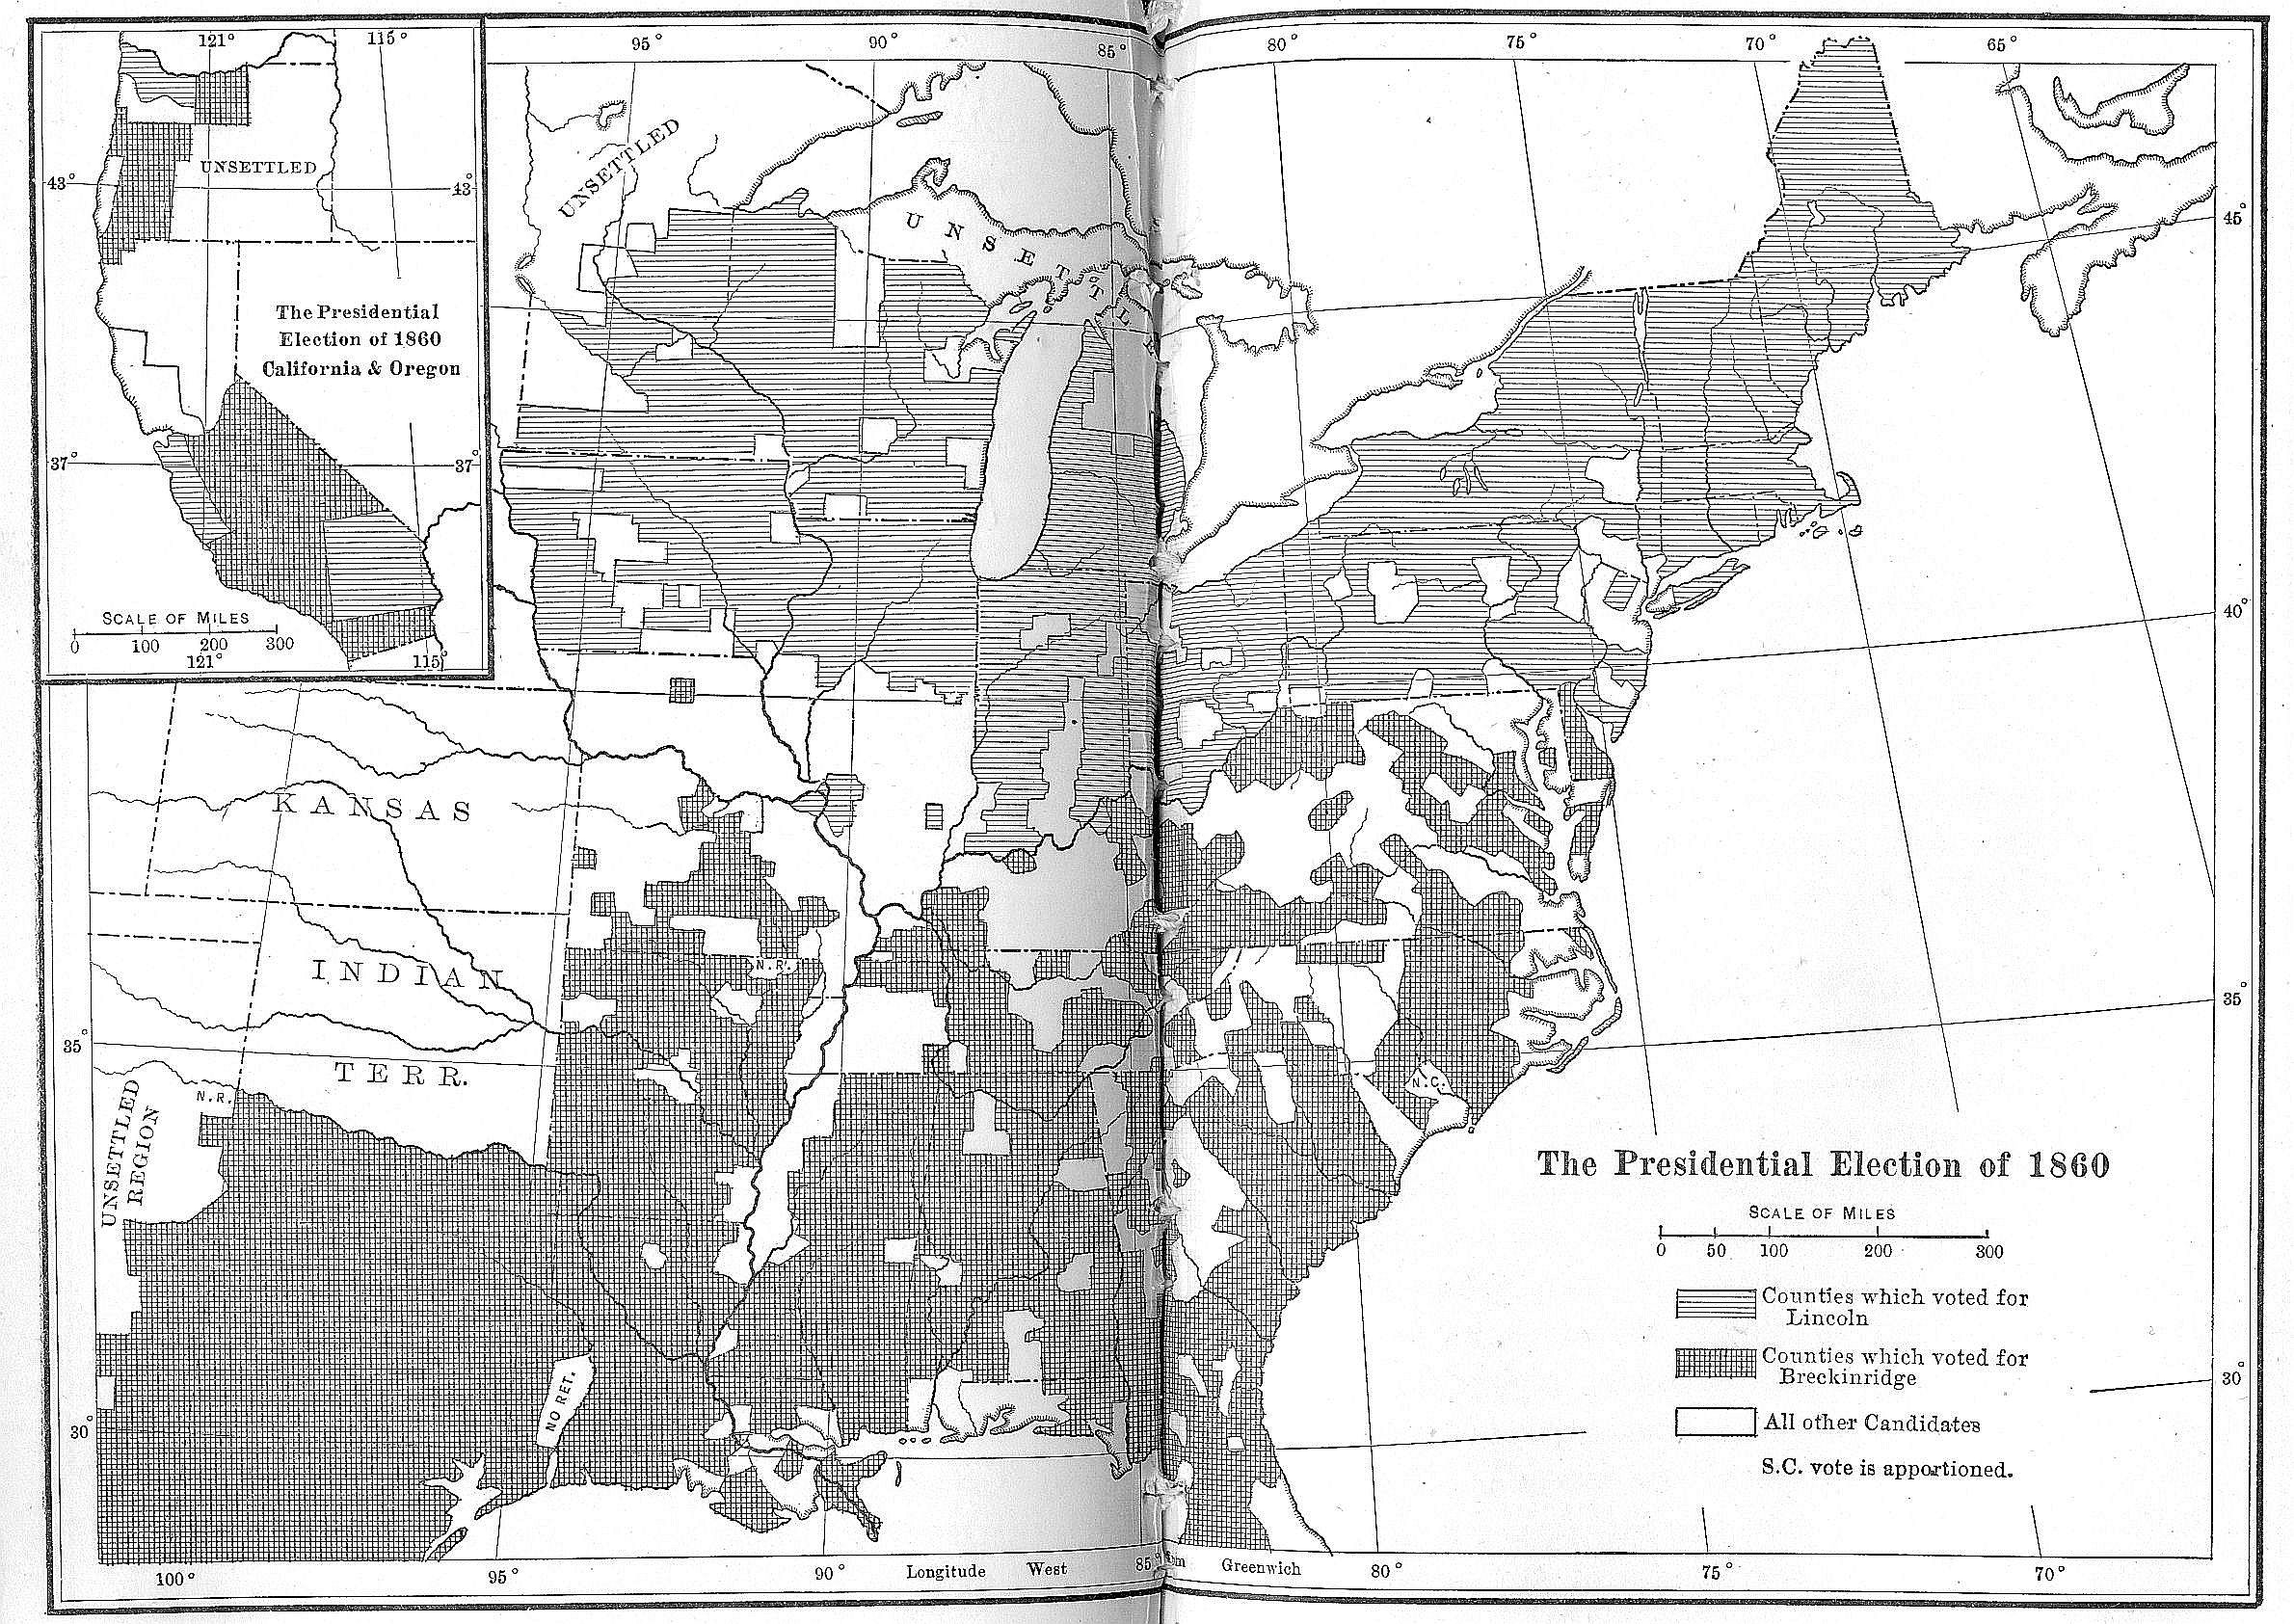 121°
115°
UNSETTLED
43°
43°
The Presidential
Election of 1860
California & Oregon
37°
37°
SCALE OF MILES
0 100 200 300
121°
115°
95°
90°
85°
80°
75°
70°
65°
UNSETTLED
UNSETTLE
45°
40°
35°
30°
KANSAS
INDIAN
TERR.
35°
30°
N.R.
N.R.
UNSETTLED
REGION
NO RET.
N.C.
The Presidential Election of 1860
SCALE OF MILES
0 50 100 200 300
Counties which voted for
Lincoln
Counties which voted for
Breckinridge
All other Candidates
S.C. vote is apportioned.
100°
95°
90°
Longitude West
85°
Greenwich
80°
75°
70°